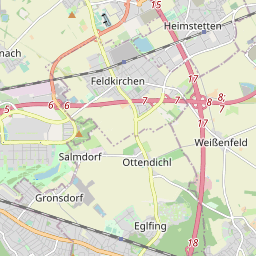 15
Heimstetten
nach
Feldkirchen
17
5
6
6
7
7
8
8;
7
17
Weißenfeld
Salmdorf
Ottendichl
Gronsdorf
Eglfing
18